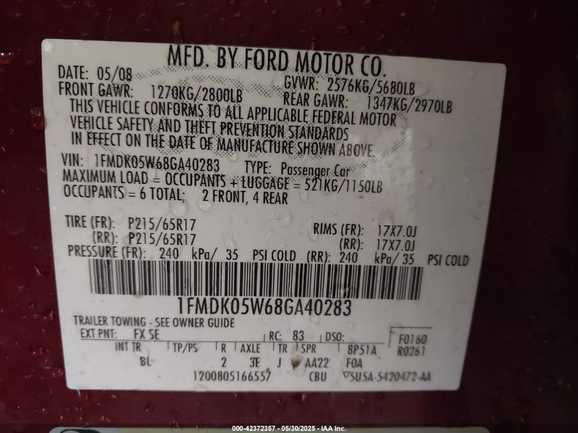 MFD. BY FORD MOTOR CO.
DATE: 05/08 GVWR: 2576KG/5680LB
FRONT GAWR: 1270KG/2800LB REAR GAWR: 1347KG/2970LB
THIS VEHICLE CONFORMS TO ALL APPLICABLE FEDERAL MOTOR
VEHICLE SAFETY AND THEFT PREVENTION STANDARDS
IN EFFECT ON THE DATE OF MANUFACTURE SHOWN ABOVE.
VIN: 1FMDK05W68GA40283 TYPE: Passenger Car
MAXIMUM LOAD = OCCUPANTS + LUGGAGE = 521KG/1150LB
OCCUPANTS = 6 TOTAL: 2 FRONT, 4 REAR
TIRE (FR): P215/65R17 RIMS (FR): 17X7.0J
(RR): P215/65R17 (RR): 17X7.0J
PRESSURE (FR): 240 kPa/ 35 PSI COLD (RR): 240 kPa/ 35 PSI COLD
1FMDK05W68GA40283
TRAILER TOWING - SEE OWNER GUIDE
EXT PNT: FX SE RC: 83 DSO: F0160
R0261
INT TR TP/PS R AXLE TR SPR BP51A
BL 2 3E J AA22 F0A
1200805166557 CBU 5U5A-5420472-AA
000-42372357 - 05/30/2025 - IAA Inc.